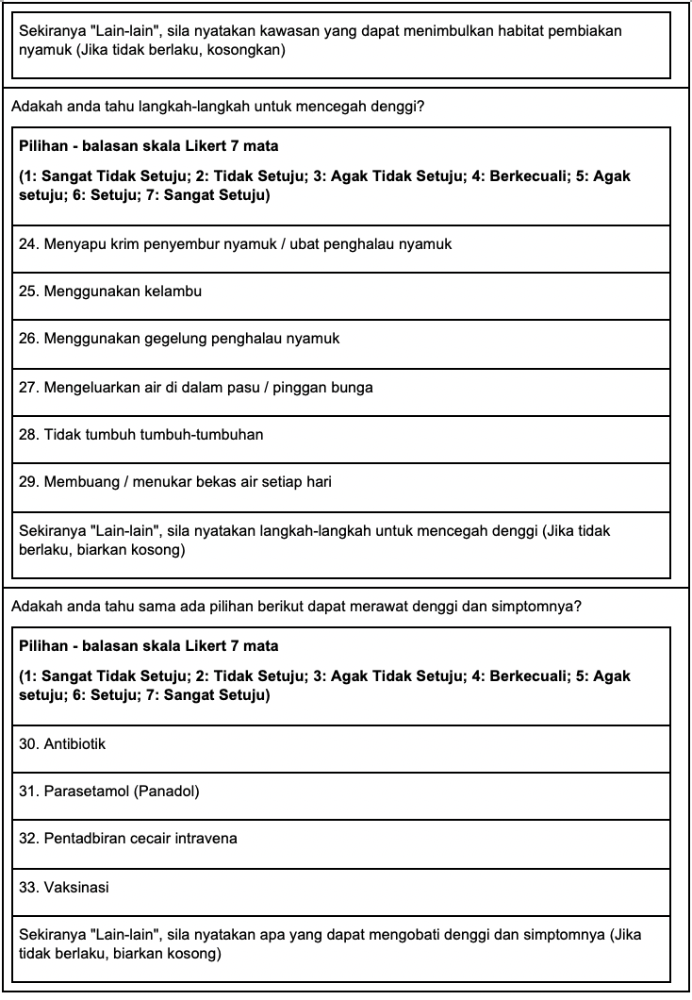 Sekiranya "Lain-lain", sila nyatakan kawasan yang dapat menimbulkan habitat pembiakan
nyamuk (Jika tidak berlaku, kosongkan)
Adakah anda tahu langkah-langkah untuk mencegah denggi?
Pilihan - balasan skala Likert 7 mata
(1: Sangat Tidak Setuju; 2: Tidak Setuju; 3: Agak Tidak Setuju; 4: Berkecuali; 5: Agak
setuju; 6: Setuju; 7: Sangat Setuju)
24. Menyapu krim penyembur nyamuk / ubat penghalau nyamuk
25. Menggunakan kelambu
26. Menggunakan gegelung penghalau nyamuk
27. Mengeluarkan air di dalam pasu / pinggan bunga
28. Tidak tumbuh tumbuh-tumbuhan
29. Membuang / menukar bekas air setiap hari
Sekiranya "Lain-lain", sila nyatakan langkah-langkah untuk mencegah denggi (Jika tidak
berlaku, biarkan kosong)
Adakah anda tahu sama ada pilihan berikut dapat merawat denggi dan simptomnya?
Pilihan - balasan skala Likert 7 mata
(1: Sangat Tidak Setuju; 2: Tidak Setuju; 3: Agak Tidak Setuju; 4: Berkecuali; 5: Agak
setuju; 6: Setuju; 7: Sangat Setuju)
30. Antibiotik
31. Parasetamol (Panadol)
32. Pentadbiran cecair intravena
33. Vaksinasi
Sekiranya "Lain-lain", sila nyatakan apa yang dapat mengobati denggi dan simptomnya (Jika
tidak berlaku, biarkan kosong)